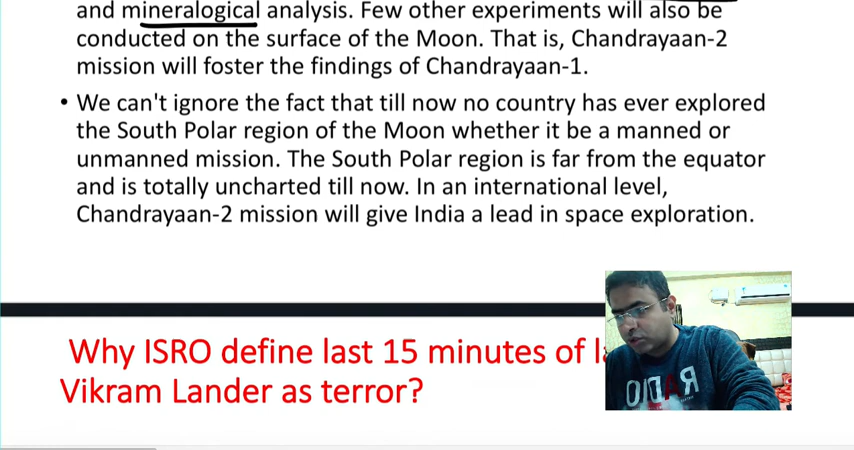 and mineralogical analysis. Few other experiments will also be
conducted on the surface of the Moon. That is, Chandrayaan-2
mission will foster the findings of Chandrayaan-1.
• We can't ignore the fact that till now no country has ever explored
the South Polar region of the Moon whether it be a manned or
unmanned mission. The South Polar region is far from the equator
and is totally uncharted till now. In an international level,
Chandrayaan-2 mission will give India a lead in space exploration.
Why ISRO define last 15 minutes of
Vikram Lander as terror?
RADIO